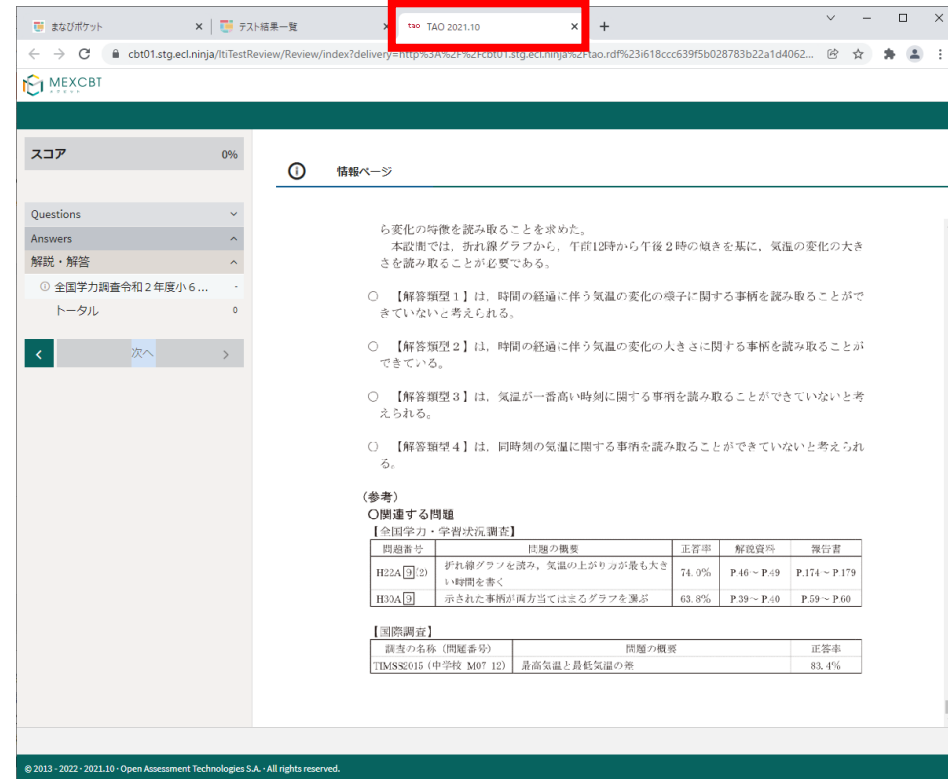 まなびポケット
テスト結果一覧
tao TAO 2021.10
cbt01.stg.ecl.ninja/ltiTestReview/Review/index?delivery=http%3A%2F%2Fcbt01.stg.ecl.ninja%2Ftao.rdf%23i618ccc639f5b028783b22a1d4062...
MEXCBT
スコア 0%
情報ページ
Questions
Answers
解説・解答
全国学力調査令和２年度小６... -
トータル 0
次へ
ら変化の特徴を読み取ることを求めた。
本設問では，折れ線グラフから，午前12時から午後２時の傾きを基に，気温の変化の大き
さを読み取ることが必要である。
○ 【解答類型１】は，時間の経過に伴う気温の変化の様子に関する事柄を読み取ることがで
きていないと考えられる。
○ 【解答類型２】は，時間の経過に伴う気温の変化の大きさに関する事柄を読み取ることが
できている。
○ 【解答類型３】は，気温が一番高い時刻に関する事柄を読み取ることができていないと考
えられる。
○ 【解答類型４】は，同時刻の気温に関する事柄を読み取ることができていないと考えられ
る。
（参考）
○関連する問題
【全国学力・学習状況調査】
問題番号 問題の概要 正答率 解説資料 報告書
H22A 9 (2) 折れ線グラフを読み，気温の上がり方が最も大きい時間を書く 74.0% P.46～P.49 P.174～P.179
H30A 9 示された事柄が両方当てはまるグラフを選ぶ 63.8% P.39～P.40 P.59～P.60
【国際調査】
調査の名称（問題番号） 問題の概要 正答率
TIMSS2015（中学校 M07 12） 最高気温と最低気温の差 83.4%
© 2013 - 2022 · 2021.10 · Open Assessment Technologies S.A. · All rights reserved.